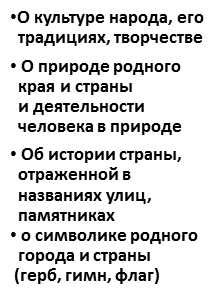 •О культуре народа, его
традициях, творчестве
• О природе родного
края и страны
и деятельности
человека в природе
• Об истории страны,
отраженной в
названиях улиц,
памятниках
• о символике родного
города и страны
(герб, гимн, флаг)